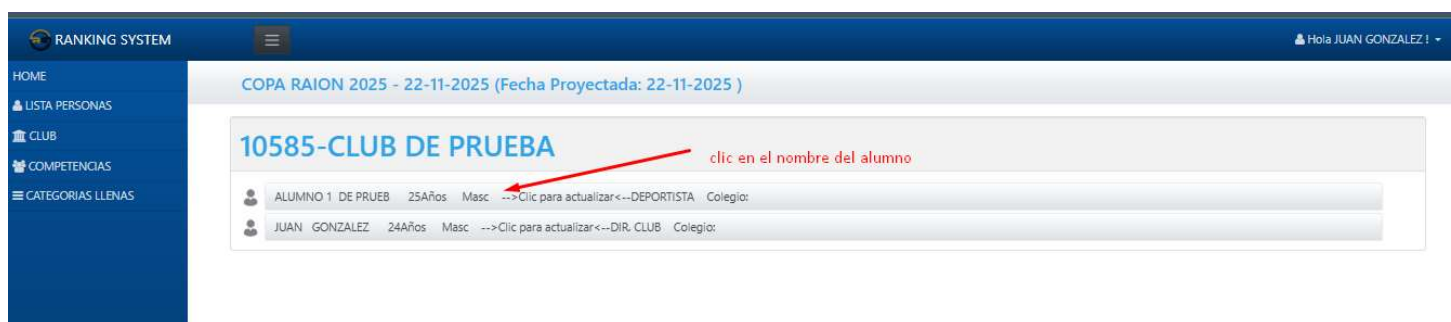 RANKING SYSTEM
Hola JUAN GONZALEZ !
HOME
LISTA PERSONAS
CLUB
COMPETENCIAS
CATEGORIAS LLENAS
COPA RAION 2025 - 22-11-2025 (Fecha Proyectada: 22-11-2025 )
10585-CLUB DE PRUEBA
clic en el nombre del alumno
ALUMNO 1 DE PRUEB 25Años Masc -->Clic para actualizar<--DEPORTISTA Colegio:
JUAN GONZALEZ 24Años Masc -->Clic para actualizar<--DIR. CLUB Colegio: